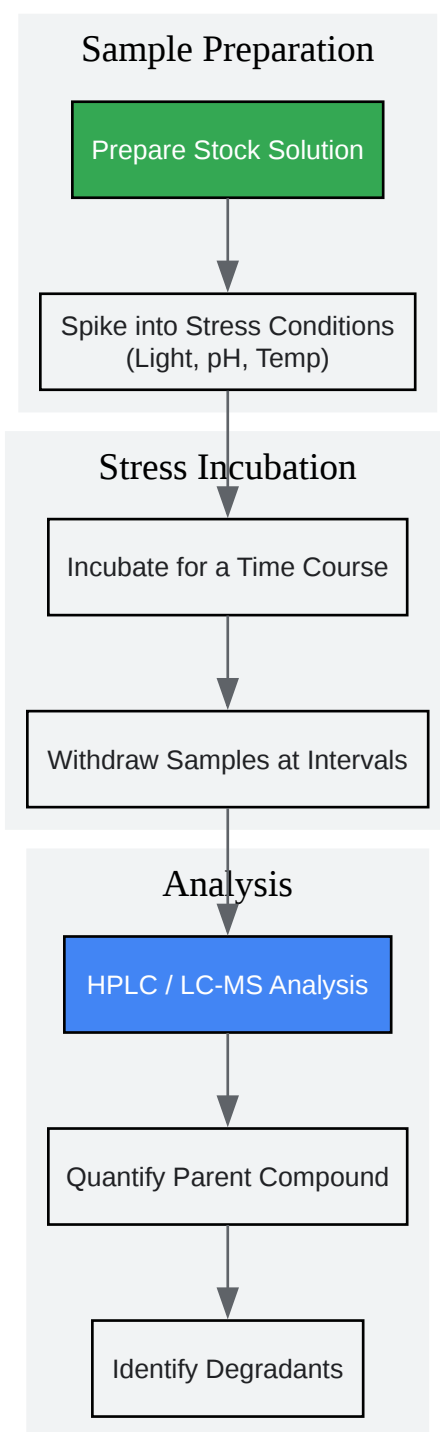 Sample Preparation
Prepare Stock Solution
Spike into Stress Conditions
(Light, pH, Temp)
Stress Incubation
Incubate for a Time Course
Withdraw Samples at Intervals
Analysis
HPLC / LC-MS Analysis
Quantify Parent Compound
Identify Degradants